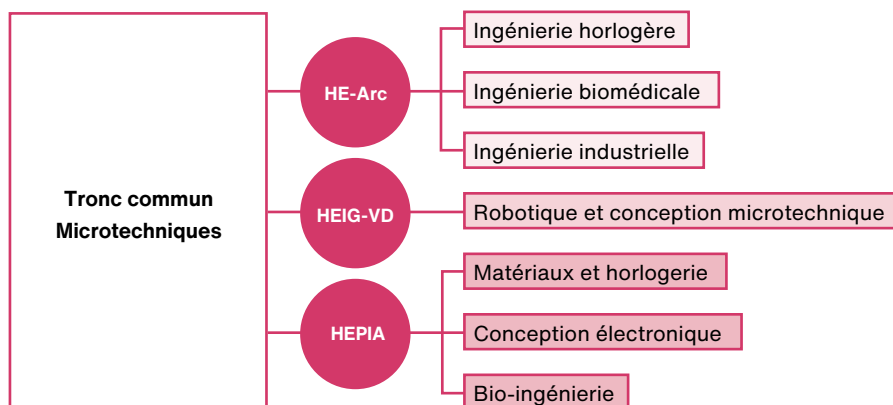 Tronc commun
Microtechniques
HE-Arc
Ingénierie horlogère
Ingénierie biomédicale
Ingénierie industrielle
HEIG-VD
Robotique et conception microtechnique
HEPIA
Matériaux et horlogerie
Conception électronique
Bio-ingénierie